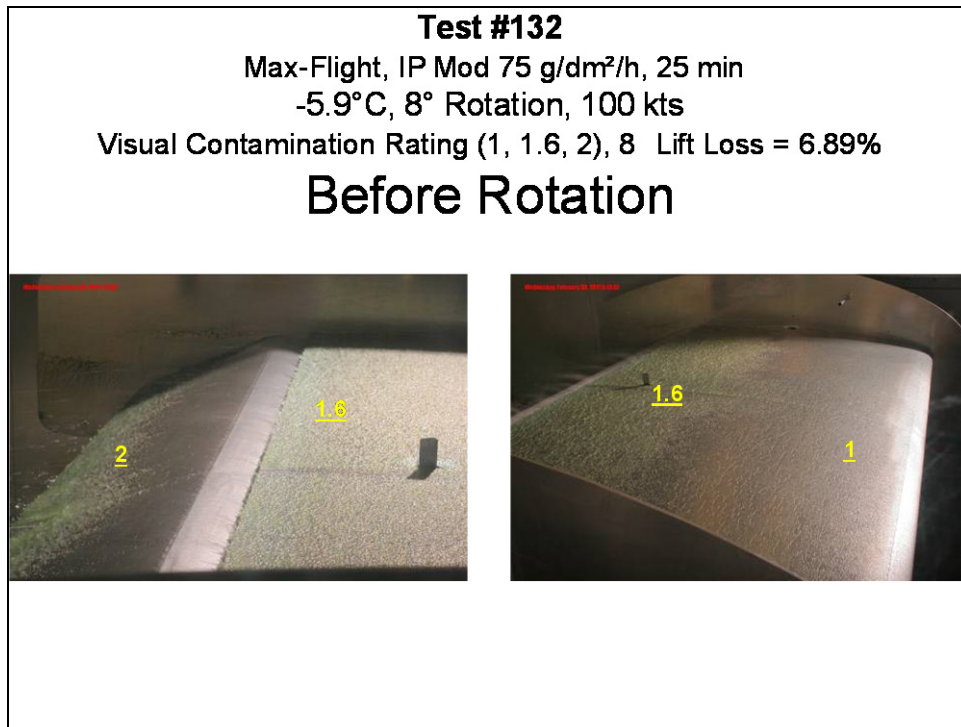 Test #132
Max-Flight, IP Mod 75 g/dm²/h, 25 min
-5.9°C, 8° Rotation, 100 kts
Visual Contamination Rating (1, 1.6, 2), 8 Lift Loss = 6.89%
Before Rotation
2
1.6
1.6
1